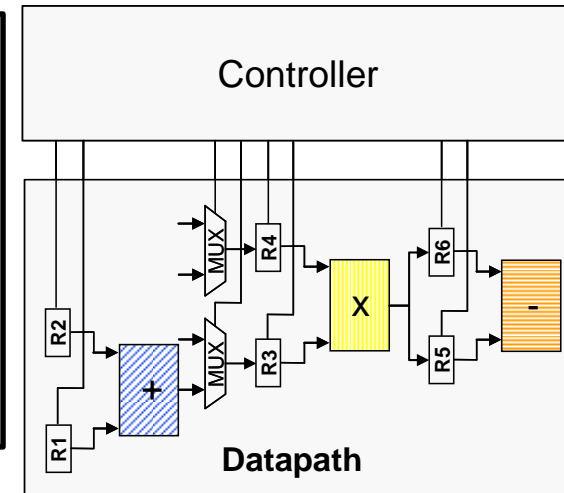 Controller
MUX
R4
R6
X
-
R2
MUX
R3
R5
+
R1
Datapath